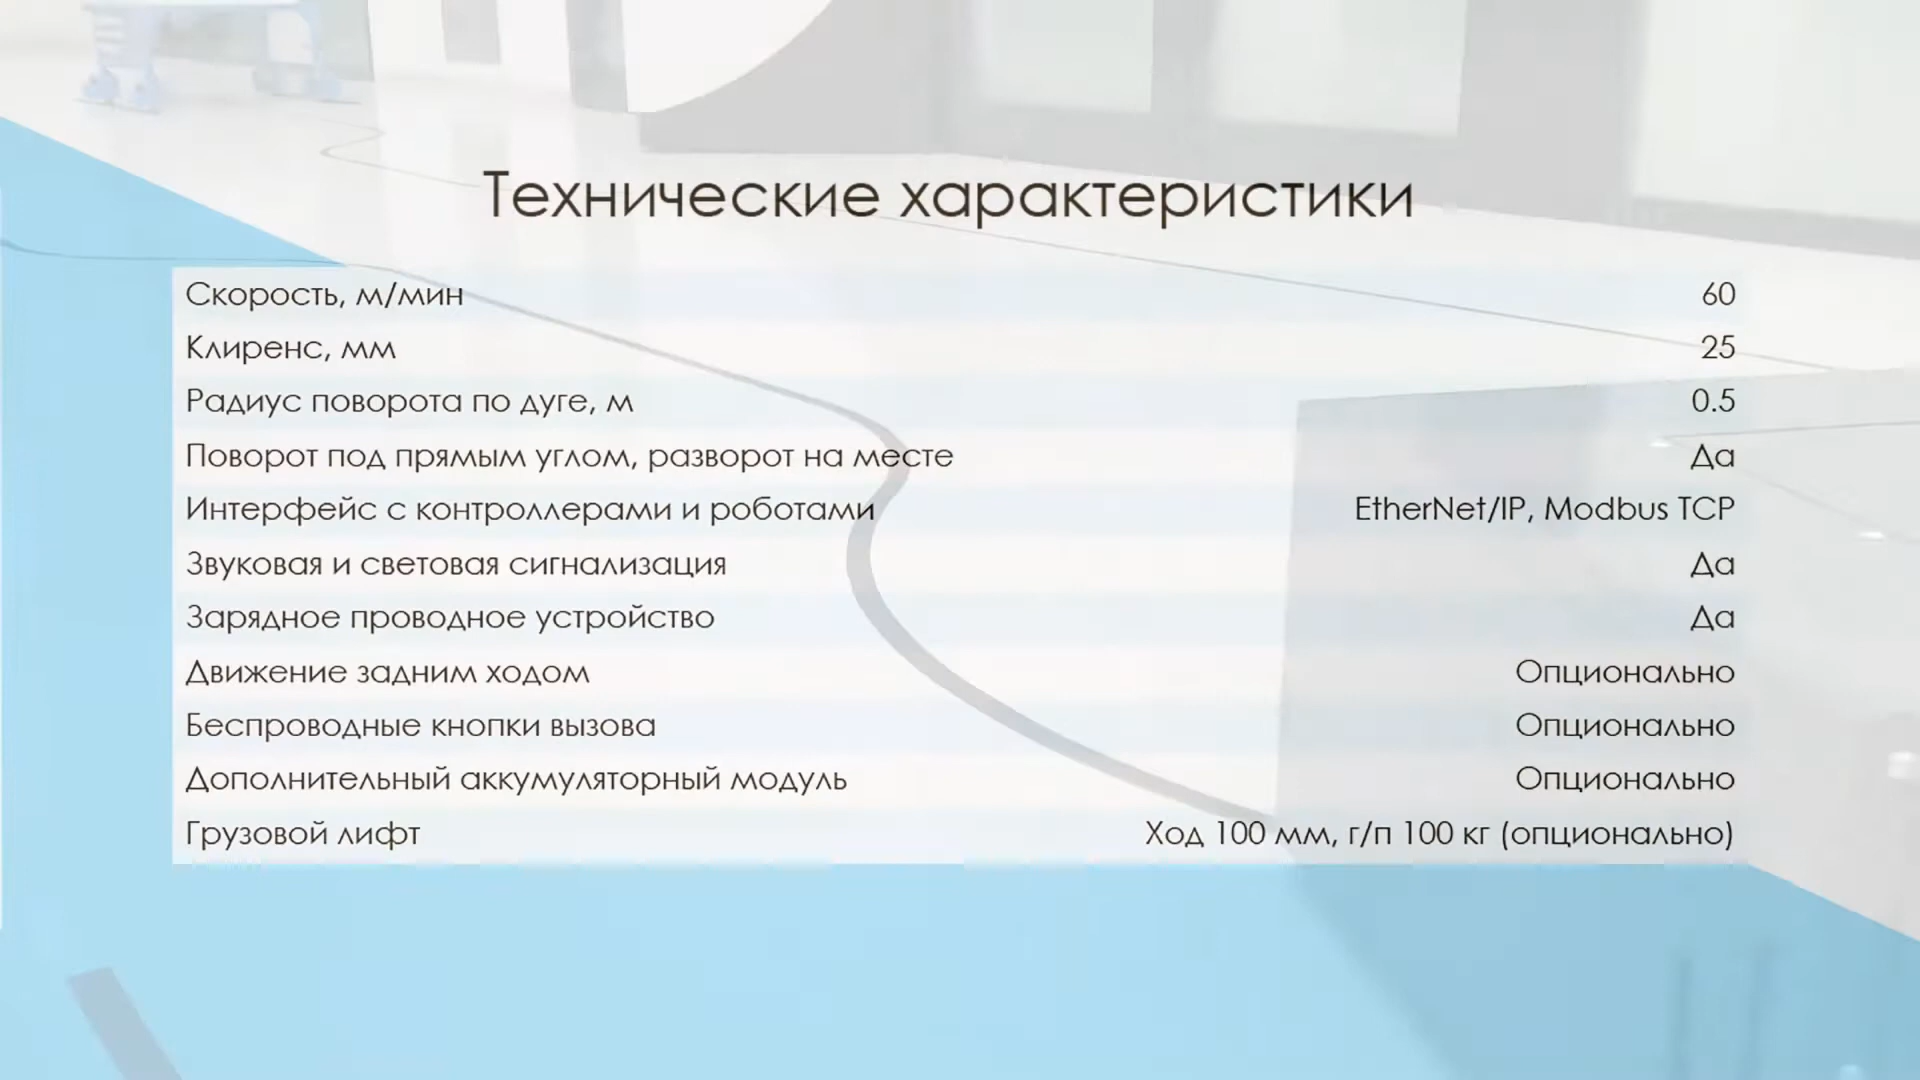 Технические характеристики
Скорость, м/мин 60
Клиренс, мм 25
Радиус поворота по дуге, м 0.5
Поворот под прямым углом, разворот на месте Да
Интерфейс с контроллерами и роботами EtherNet/IP, Modbus TCP
Звуковая и световая сигнализация Да
Зарядное проводное устройство Да
Движение задним ходом Опционально
Беспроводные кнопки вызова Опционально
Дополнительный аккумуляторный модуль Опционально
Грузовой лифт Ход 100 мм, г/п 100 кг (опционально)